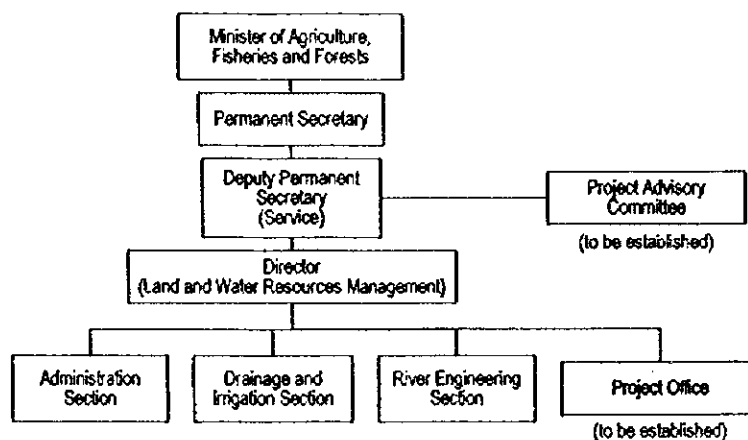 Minister of Agriculture,
Fisheries and Forests
Permanent Secretary
Deputy Permanent
Secretary
(Service)
Project Advisory
Committee
(to be established)
Director
(Land and Water Resources Management)
Administration
Section
Drainage and
Irrigation Section
River Engineering
Section
Project Office
(to be established)